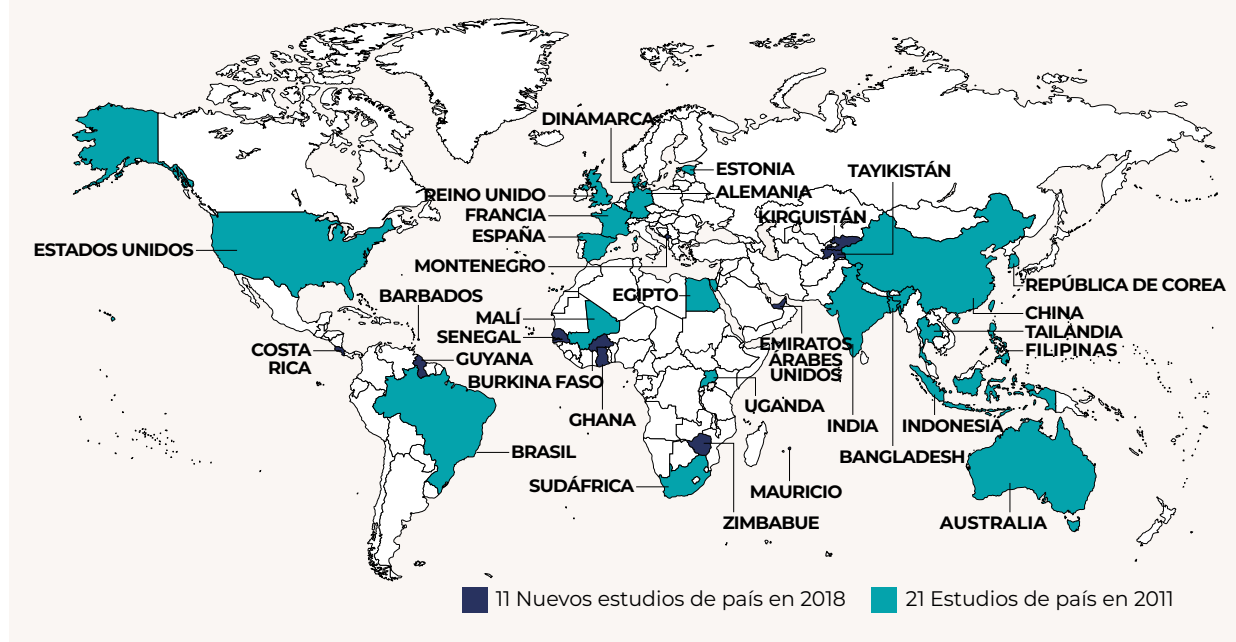 DINAMARCA
ESTONIA
TAYIKISTÁN
ALEMANIA
REINO UNIDO
FRANCIA
KIRGUISTÁN
ESPAÑA
ESTADOS UNIDOS
MONTENEGRO
REPÚBLICA DE COREA
BARBADOS
EGIPTO
CHINA
MALÍ
TAILANDIA
SENEGAL
EMIRATOS
ÁRABES
UNIDOS
FILIPINAS
COSTA
RICA
GUYANA
BURKINA FASO
UGANDA
GHANA
INDIA
INDONESIA
BRASIL
BANGLADESH
SUDÁFRICA
MAURICIO
ZIMBABUE
AUSTRALIA
11 Nuevos estudios de país en 2018
21 Estudios de país en 2011